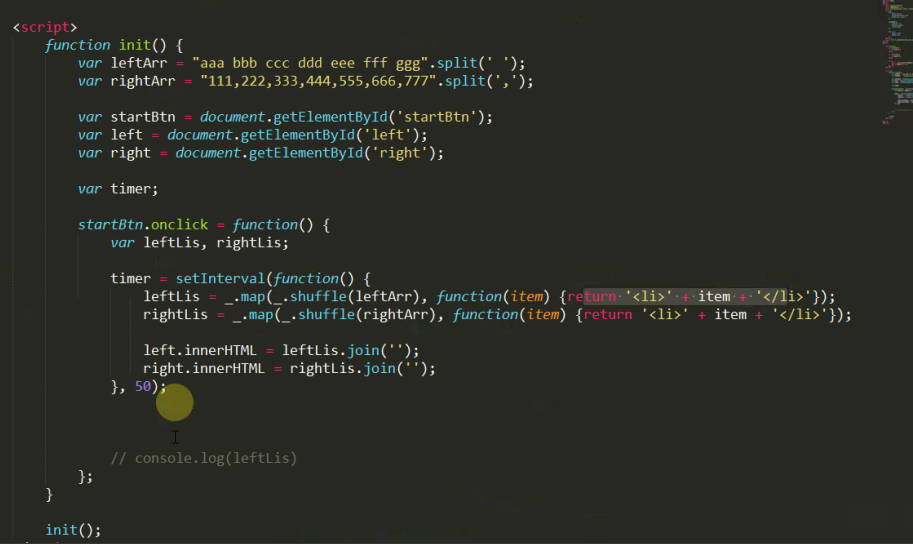 <script>
function init() {
var leftArr = "aaa bbb ccc ddd eee fff ggg".split(' ');
var rightArr = "111,222,333,444,555,666,777".split(',');
var startBtn = document.getElementById('startBtn');
var left = document.getElementById('left');
var right = document.getElementById('right');
var timer;
startBtn.onclick = function() {
var leftLis, rightLis;
timer = setInterval(function() {
leftLis = _.map(_.shuffle(leftArr), function(item) {return '<li>' + item + '</li>'});
rightLis = _.map(_.shuffle(rightArr), function(item) {return '<li>' + item + '</li>'});
left.innerHTML = leftLis.join('');
right.innerHTML = rightLis.join('');
}, 50);
// console.log(leftLis)
};
}
init();